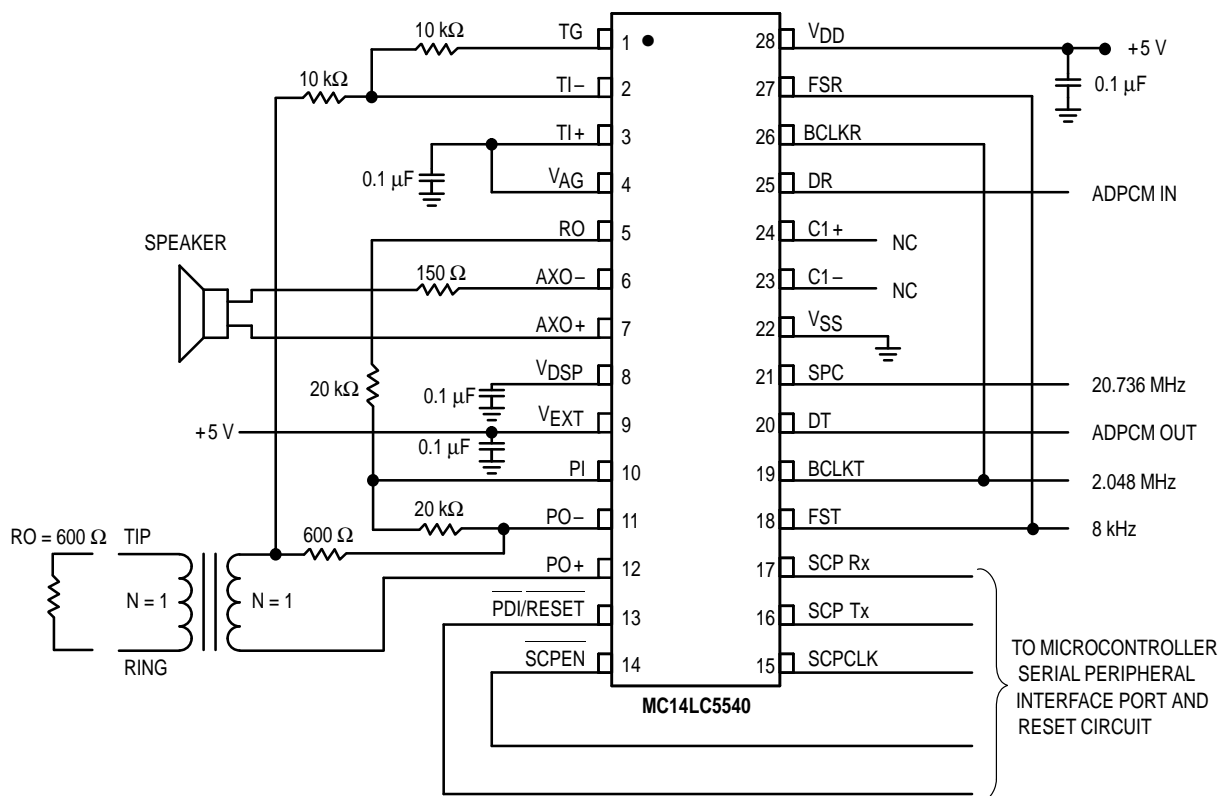 10 kΩ
TG
1
28
VDD
+5 V
10 kΩ
TI–
2
27
FSR
0.1 µF
TI+
3
26
BCLKR
0.1 µF
VAG
4
25
DR
ADPCM IN
RO
5
24
C1+
NC
SPEAKER
150 Ω
AXO–
6
23
C1–
NC
AXO+
7
22
VSS
20 kΩ
0.1 µF
VDSP
8
21
SPC
20.736 MHz
+5 V
0.1 µF
VEXT
9
20
DT
ADPCM OUT
PI
10
19
BCLKT
2.048 MHz
20 kΩ
PO–
11
18
FST
8 kHz
RO = 600 Ω
TIP
600 Ω
PO+
12
17
SCP Rx
N = 1
N = 1
PDI/RESET
13
16
SCP Tx
RING
SCPEN
14
15
SCPCLK
MC14LC5540
TO MICROCONTROLLER
SERIAL PERIPHERAL
INTERFACE PORT AND
RESET CIRCUIT